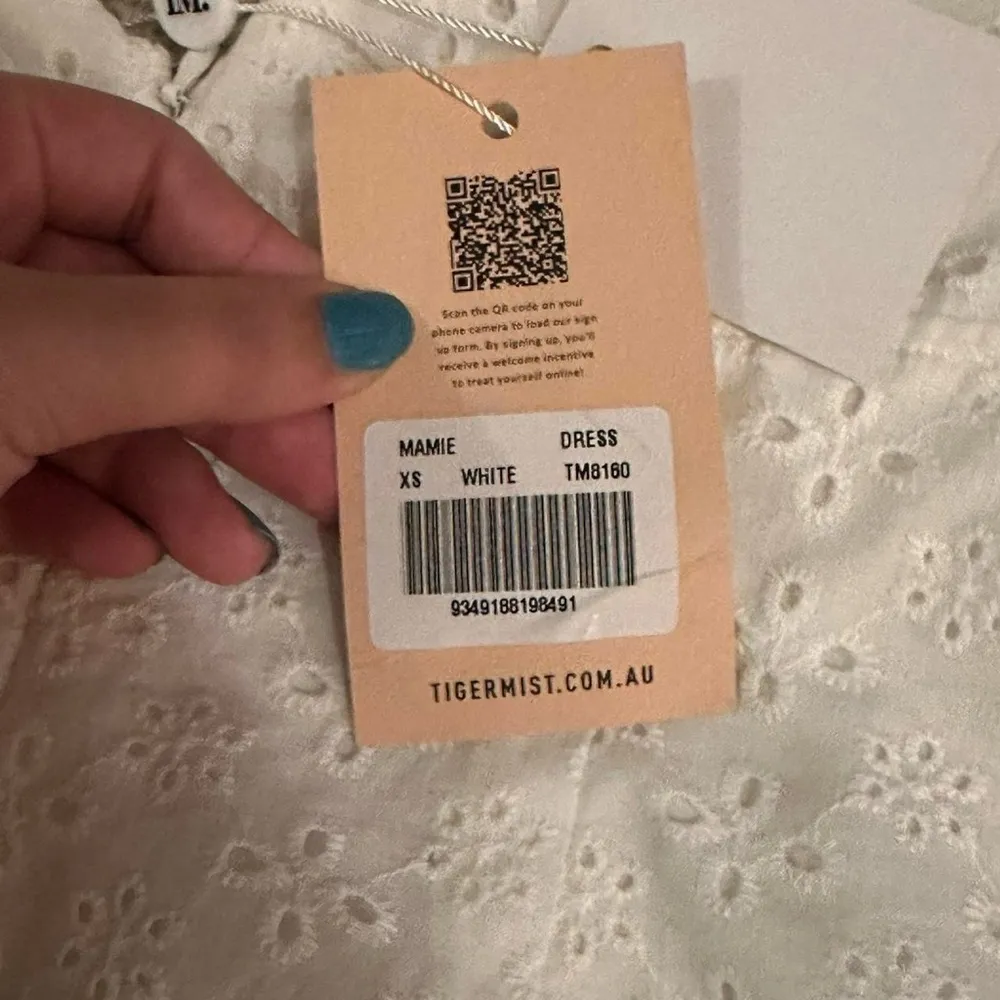 TM.
Scan the QR code on your
phone camera to load our sign
up form. By signing up, you'll
receive a welcome incentive
to treat yourself online!
MAMIE DRESS
XS WHITE TM8160
9349188198491
TIGERMIST.COM.AU